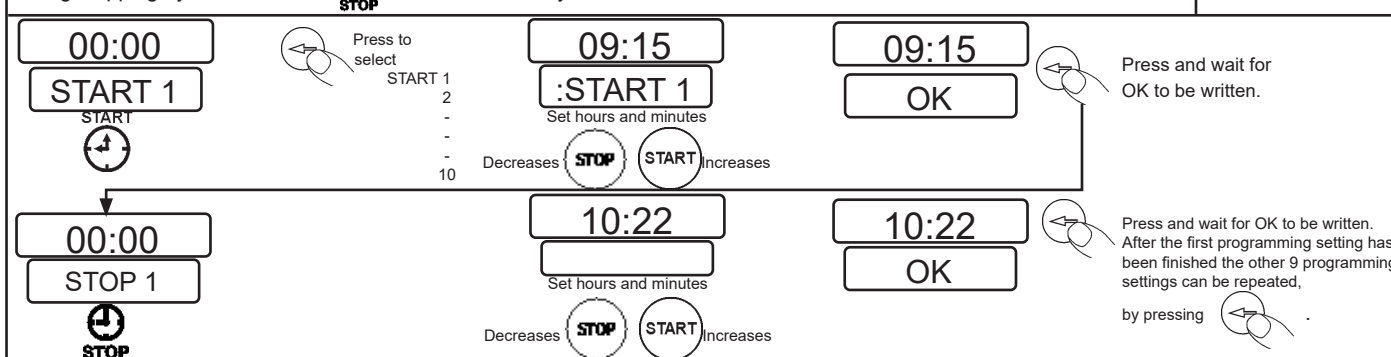 STOP
00:00
START 1
START
Press to
select
START 1
2
-
-
-
10
09:15
:START 1
Set hours and minutes
Decreases STOP START Increases
09:15
OK
Press and wait for
OK to be written.
00:00
STOP 1
STOP
10:22
Set hours and minutes
Decreases STOP START Increases
10:22
OK
Press and wait for OK to be written.
After the first programming setting has
been finished the other 9 programming
settings can be repeated,
by pressing .